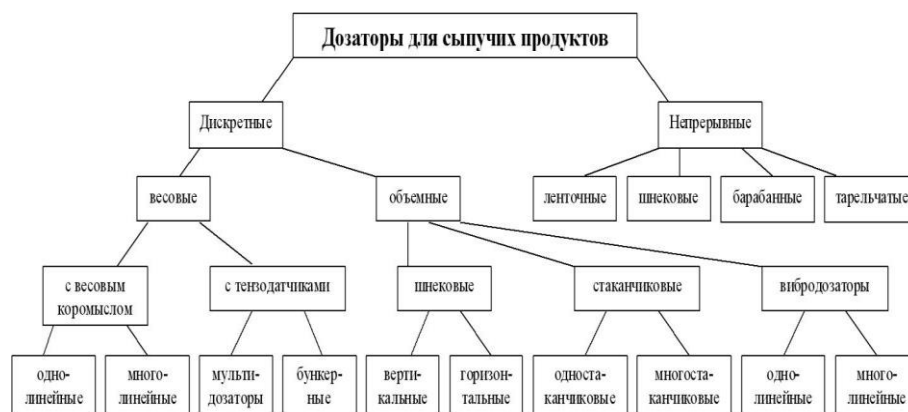 Дозаторы для сыпучих продуктов
Дискретные
Непрерывные
весовые
объемные
ленточные
шнековые
барабанные
тарельчатые
с весовым
коромыслом
с тензодатчиками
шнековые
стаканчиковые
вибродозаторы
одно-
линейные
много-
линейные
мульти-
дозаторы
бункер-
ные
верти-
кальные
горизон-
тальные
односта-
канчиковые
многоста-
канчиковые
одно-
линейные
много-
линейные